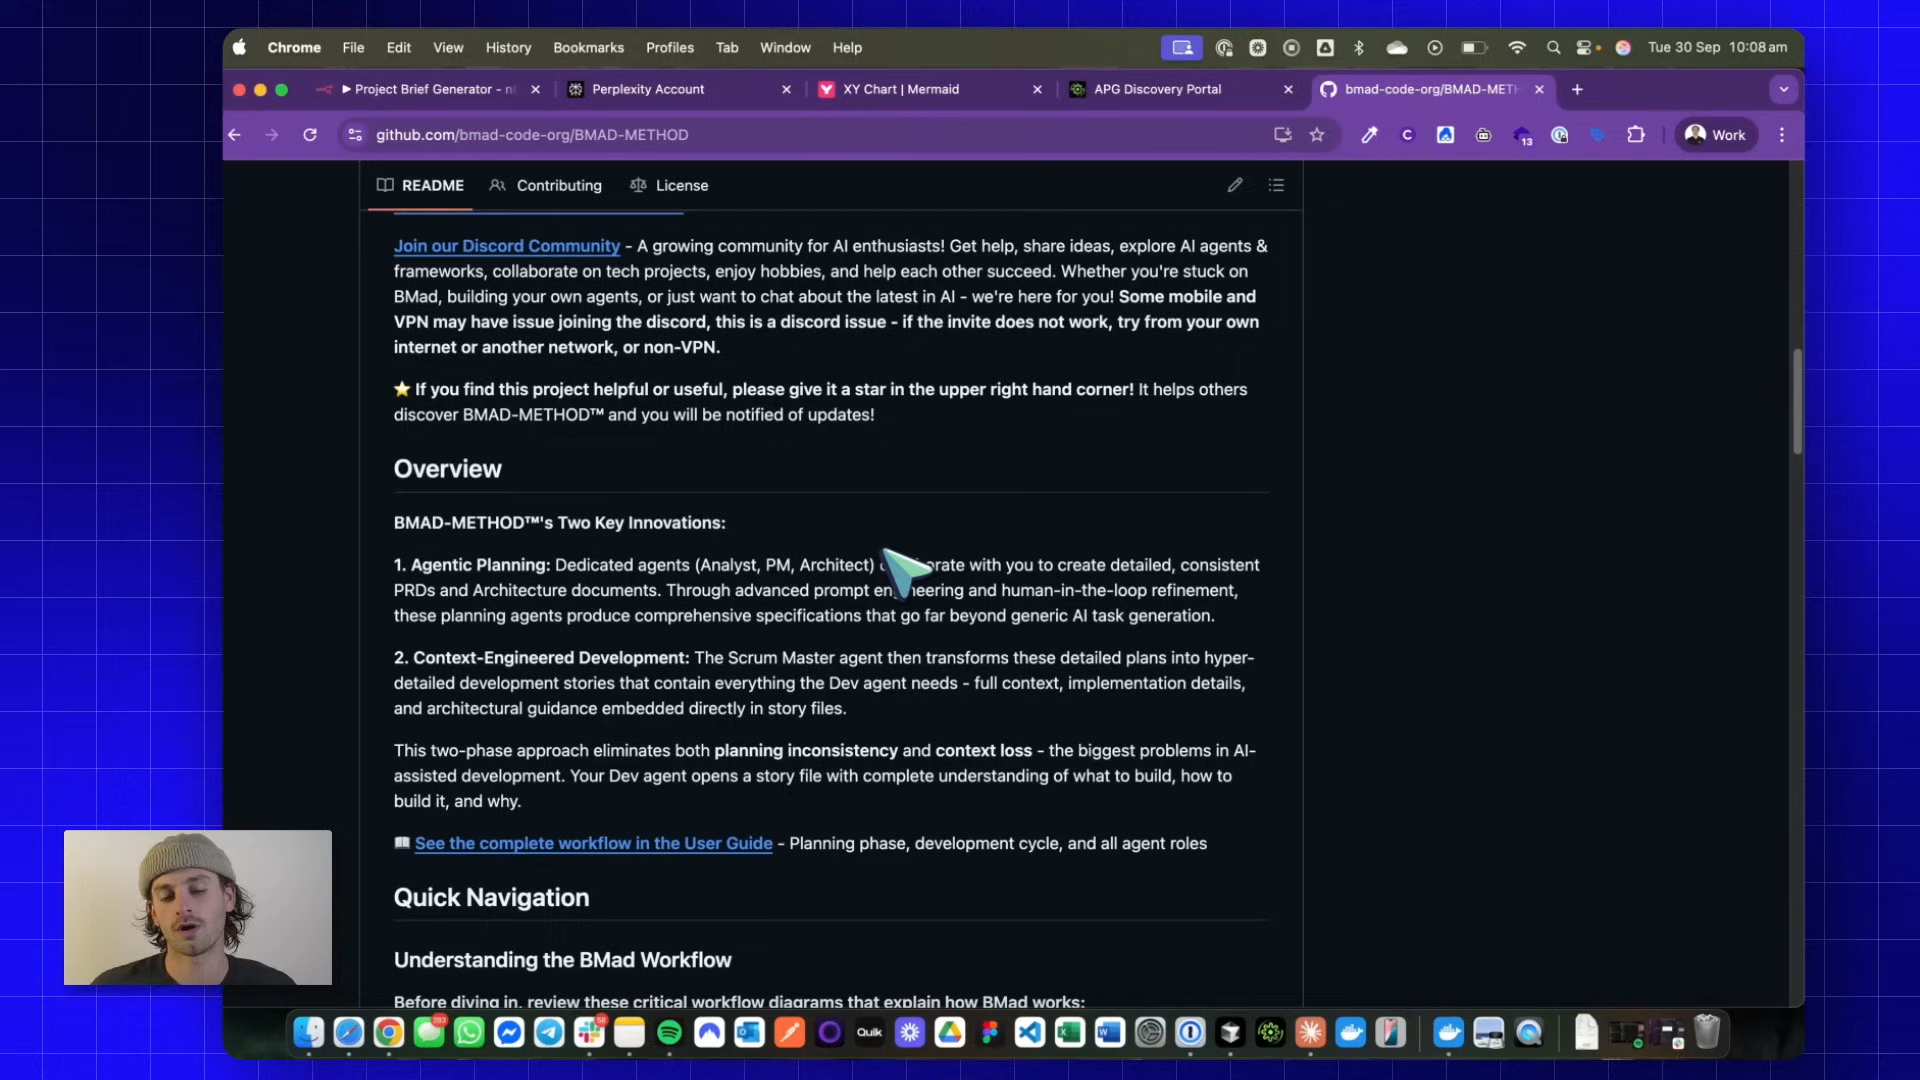 Chrome File Edit View History Bookmarks Profiles Tab Window Help Tue 30 Sep 10:08 am
Project Brief Generator - Perplexity Account XY Chart | Mermaid APG Discovery Portal bmad-code-org/BMAD-METH
github.com/bmad-code-org/BMAD-METHOD 13 Work
README Contributing License
Join our Discord Community - A growing community for AI enthusiasts! Get help, share ideas, explore AI agents &
frameworks, collaborate on tech projects, enjoy hobbies, and help each other succeed. Whether you're stuck on
BMad, building your own agents, or just want to chat about the latest in AI - we're here for you! Some mobile and
VPN may have issue joining the discord, this is a discord issue - if the invite does not work, try from your own
internet or another network, or non-VPN.
⭐ If you find this project helpful or useful, please give it a star in the upper right hand corner! It helps others
discover BMAD-METHOD™ and you will be notified of updates!
Overview
BMAD-METHOD™'s Two Key Innovations:
1. Agentic Planning: Dedicated agents (Analyst, PM, Architect) with you to create detailed, consistent
PRDs and Architecture documents. Through advanced prompt engineering and human-in-the-loop refinement,
these planning agents produce comprehensive specifications that go far beyond generic AI task generation.
2. Context-Engineered Development: The Scrum Master agent then transforms these detailed plans into hyper-
detailed development stories that contain everything the Dev agent needs - full context, implementation details,
and architectural guidance embedded directly in story files.
This two-phase approach eliminates both planning inconsistency and context loss - the biggest problems in AI-
assisted development. Your Dev agent opens a story file with complete understanding of what to build, how to
build it, and why.
See the complete workflow in the User Guide - Planning phase, development cycle, and all agent roles
Quick Navigation
Understanding the BMad Workflow
Before diving in, review these critical workflow diagrams that explain how BMad works:
Quik